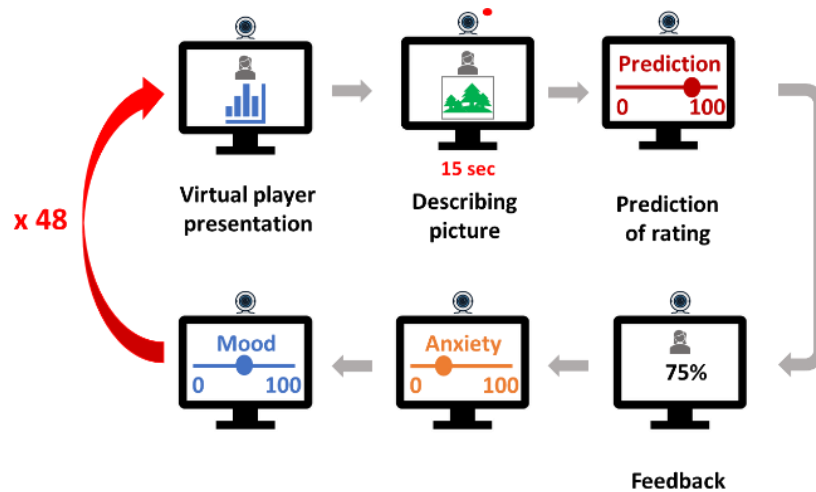 Prediction
0 100
15 sec
Virtual player
presentation
Describing
picture
Prediction
of rating
x 48
Mood
0 100
Anxiety
0 100
75%
Feedback